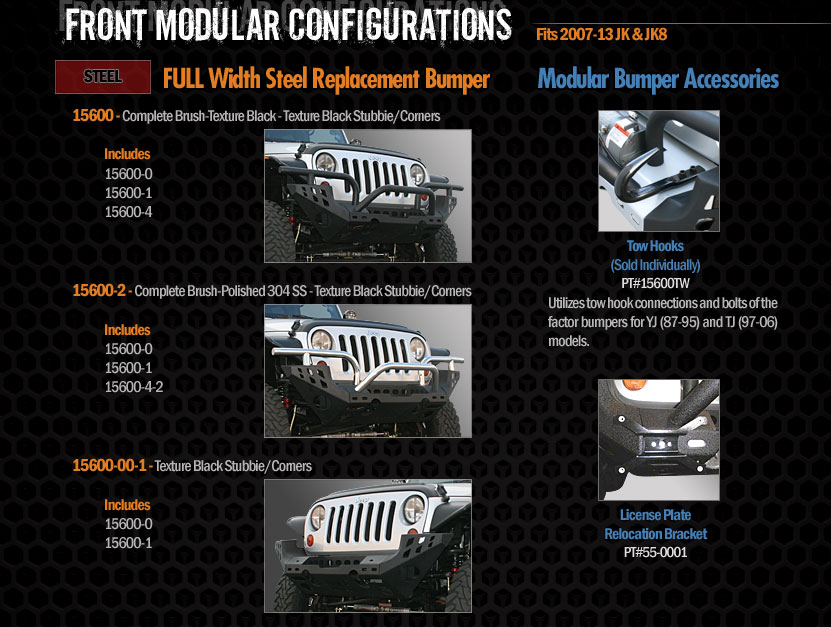 FRONT MODULAR CONFIGURATIONS
Fits 2007-13 JK & JK8
STEEL
FULL Width Steel Replacement Bumper
15600 - Complete Brush-Texture Black - Texture Black Stubbie/Corners
Includes
15600-0
15600-1
15600-4
15600-2 - Complete Brush-Polished 304 SS - Texture Black Stubbie/Corners
Includes
15600-0
15600-1
15600-4-2
15600-00-1 - Texture Black Stubbie/Corners
Includes
15600-0
15600-1
Modular Bumper Accessories
Tow Hooks
(Sold Individually)
PT#15600TW
Utilizes tow hook connections and bolts of the
factor bumpers for YJ (87-95) and TJ (97-06)
models.
License Plate
Relocation Bracket
PT#55-0001